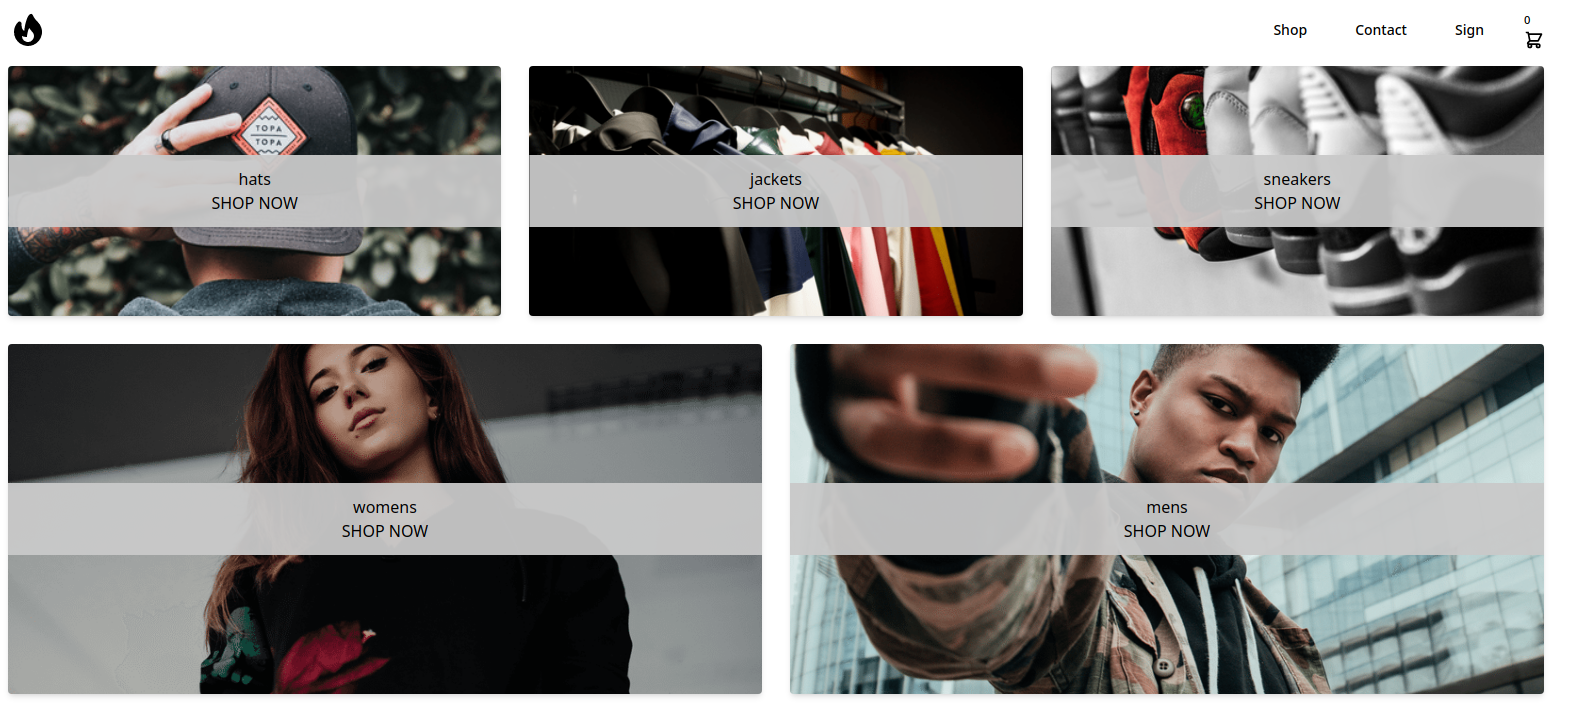 Shop
Contact
Sign
0
TOPA
TOPA
hats
SHOP NOW
jackets
SHOP NOW
sneakers
SHOP NOW
womens
SHOP NOW
mens
SHOP NOW